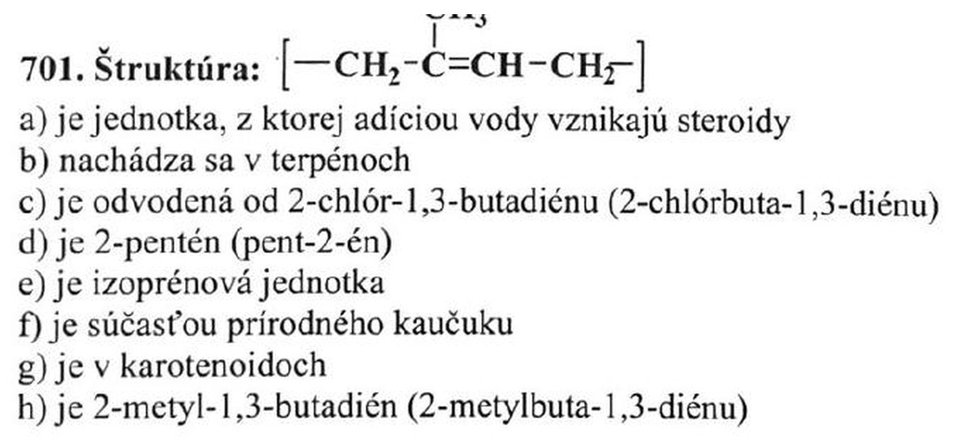 CH₃
701. Štruktúra: [—CH₂-C=CH-CH₂-]
a) je jednotka, z ktorej adíciou vody vznikajú steroidy
b) nachádza sa v terpénoch
c) je odvodená od 2-chlór-1,3-butadiénu (2-chlórbuta-1,3-diénu)
d) je 2-pentén (pent-2-én)
e) je izoprénová jednotka
f) je súčasťou prírodného kaučuku
g) je v karotenoidoch
h) je 2-metyl-1,3-butadién (2-metylbuta-1,3-diénu)